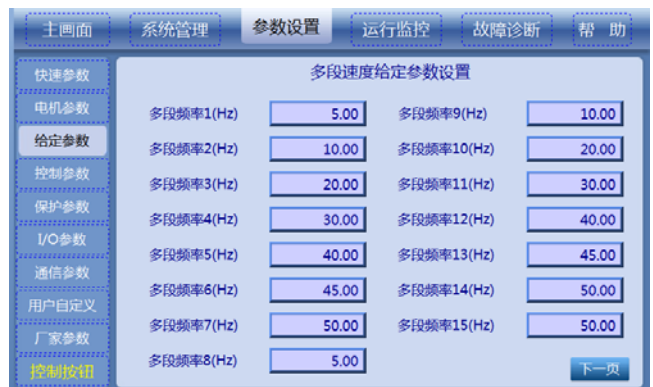 主画面 系统管理 参数设置 运行监控 故障诊断 帮 助
快速参数
电机参数
给定参数
控制参数
保护参数
I/O参数
通信参数
用户自定义
厂家参数
控制按钮
多段速度给定参数设置
多段频率1(Hz) 5.00 多段频率9(Hz) 10.00
多段频率2(Hz) 10.00 多段频率10(Hz) 20.00
多段频率3(Hz) 20.00 多段频率11(Hz) 30.00
多段频率4(Hz) 30.00 多段频率12(Hz) 40.00
多段频率5(Hz) 40.00 多段频率13(Hz) 45.00
多段频率6(Hz) 45.00 多段频率14(Hz) 50.00
多段频率7(Hz) 50.00 多段频率15(Hz) 50.00
多段频率8(Hz) 5.00
下一页